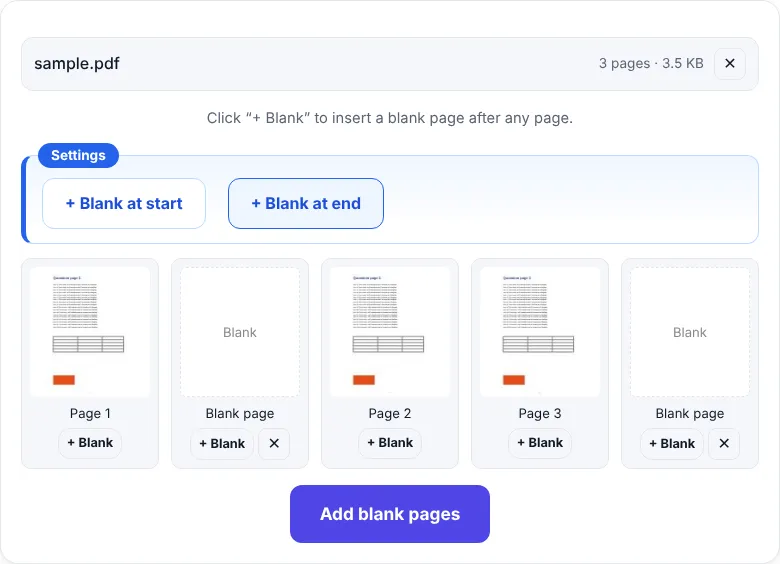 sample.pdf
3 pages · 3.5 KB ✕
Click “+ Blank” to insert a blank page after any page.
Settings
+ Blank at start + Blank at end
Blank Blank
Page 1 Blank page Page 2 Page 3 Blank page
+ Blank + Blank ✕ + Blank + Blank + Blank ✕
Add blank pages